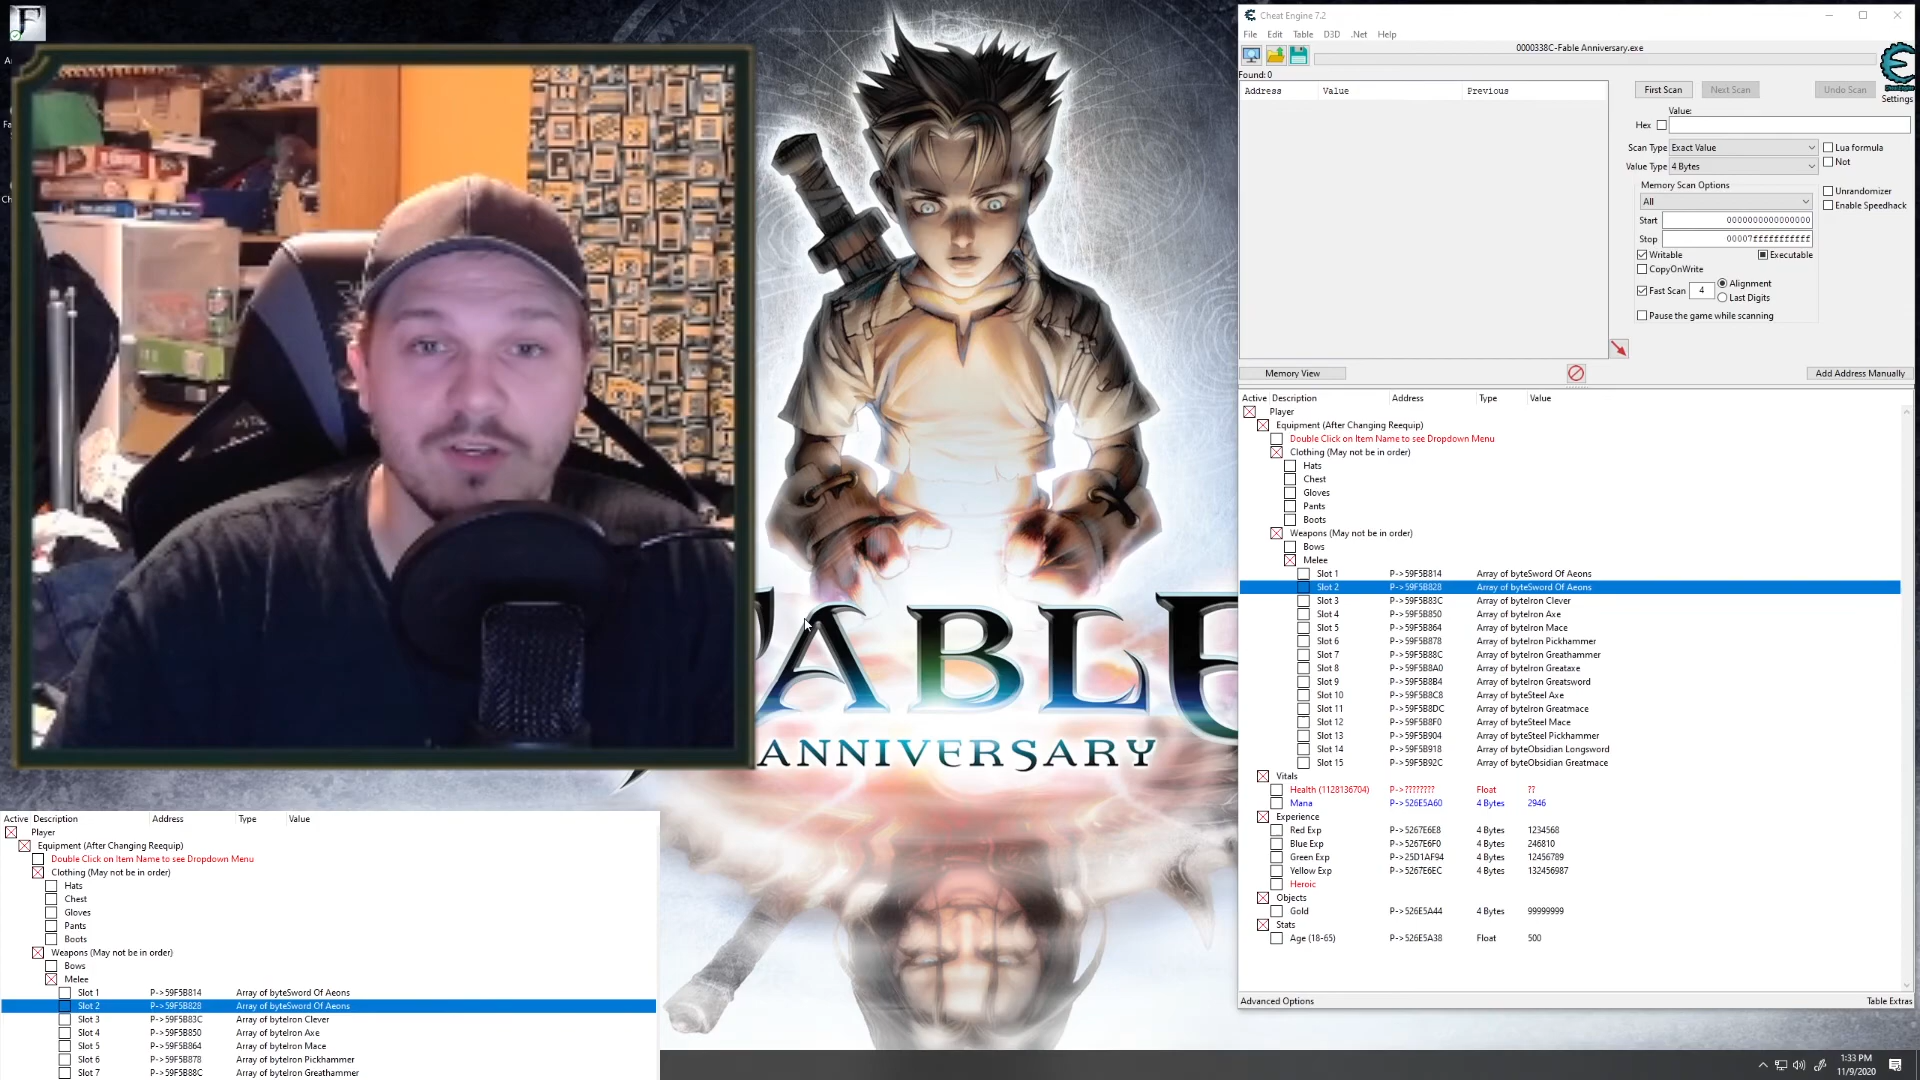 Cheat Engine 7.2
File Edit Table D3D .Net Help
0000338C-Fable Anniversary.exe
Found: 0
Address Value Previous
First Scan Next Scan Undo Scan
Settings
Value:
Hex
Scan Type Exact Value Lua formula
Not
Value Type 4 Bytes
Memory Scan Options
All
Unrandomizer
Enable Speedhack
Start 0000000000000000
Stop 00007fffffffffff
Writable Executable
CopyOnWrite
Fast Scan 4 Alignment
Last Digits
Pause the game while scanning
Memory View Add Address Manually
Active Description Address Type Value
Player
Equipment (After Changing Reequip)
Double Click on Item Name to see Dropdown Menu
Clothing (May not be in order)
Hats
Chest
Gloves
Pants
Boots
Weapons (May not be in order)
Bows
Melee
Slot 1 P->59F5B814 Array of byteSword Of Aeons
Slot 2 P->59F5B828 Array of byteSword Of Aeons
Slot 3 P->59F5B83C Array of byteIron Clever
Slot 4 P->59F5B850 Array of byteIron Axe
Slot 5 P->59F5B864 Array of byteIron Mace
Slot 6 P->59F5B878 Array of byteIron Pickhammer
Slot 7 P->59F5B88C Array of byteIron Greathammer
Slot 8 P->59F5B8A0 Array of byteIron Greataxe
Slot 9 P->59F5B8B4 Array of byteIron Greatsword
Slot 10 P->59F5B8C8 Array of byteSteel Axe
Slot 11 P->59F5B8DC Array of byteIron Greatmace
Slot 12 P->59F5B8F0 Array of byteSteel Mace
Slot 13 P->59F5B904 Array of byteSteel Pickhammer
Slot 14 P->59F5B918 Array of byteObsidian Longsword
Slot 15 P->59F5B92C Array of byteObsidian Greatmace
Vitals
Health (1128136704) P->???????? Float ??
Mana P->526E5A60 4 Bytes 2946
Experience
Red Exp P->5267E6E8 4 Bytes 1234568
Blue Exp P->5267E6F0 4 Bytes 246810
Green Exp P->25D1AF94 4 Bytes 12456789
Yellow Exp P->5267E6EC 4 Bytes 132456987
Heroic
Objects
Gold P->526E5A44 4 Bytes 99999999
Stats
Age (18-65) P->526E5A38 Float 500
Advanced Options Table Extras
FABLE
ANNIVERSARY
Active Description Address Type Value
Player
Equipment (After Changing Reequip)
Double Click on Item Name to see Dropdown Menu
Clothing (May not be in order)
Hats
Chest
Gloves
Pants
Boots
Weapons (May not be in order)
Bows
Melee
Slot 1 P->59F5B814 Array of byteSword Of Aeons
Slot 2 P->59F5B828 Array of byteSword Of Aeons
Slot 3 P->59F5B83C Array of byteIron Clever
Slot 4 P->59F5B850 Array of byteIron Axe
Slot 5 P->59F5B864 Array of byteIron Mace
Slot 6 P->59F5B878 Array of byteIron Pickhammer
Slot 7 P->59F5B88C Array of byteIron Greathammer
1:33 PM
11/9/2020